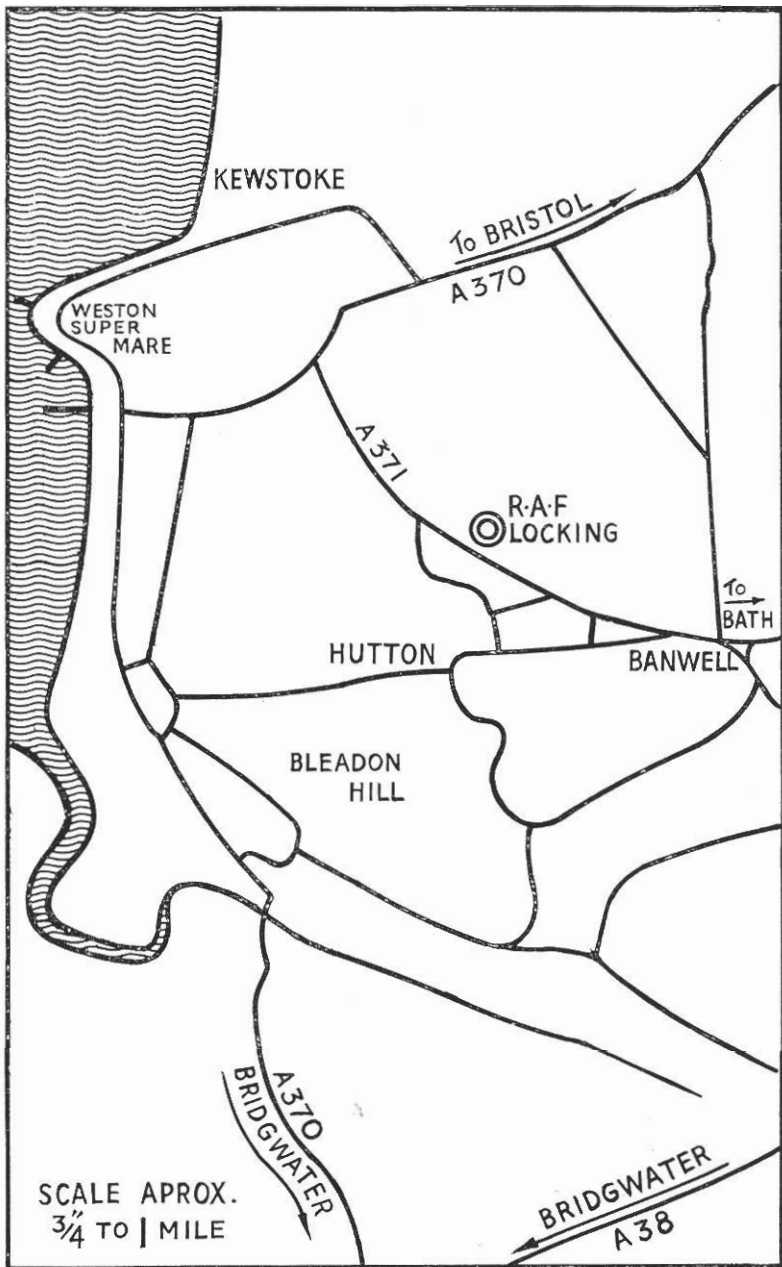 KEWSTOKE
To BRISTOL
A 370
WESTON
SUPER
MARE
A 371
R·A·F
LOCKING
To
BATH
HUTTON
BANWELL
BLEADON
HILL
A370
BRIDGWATER
SCALE APROX.
3/4" TO 1 MILE
BRIDGWATER
A38